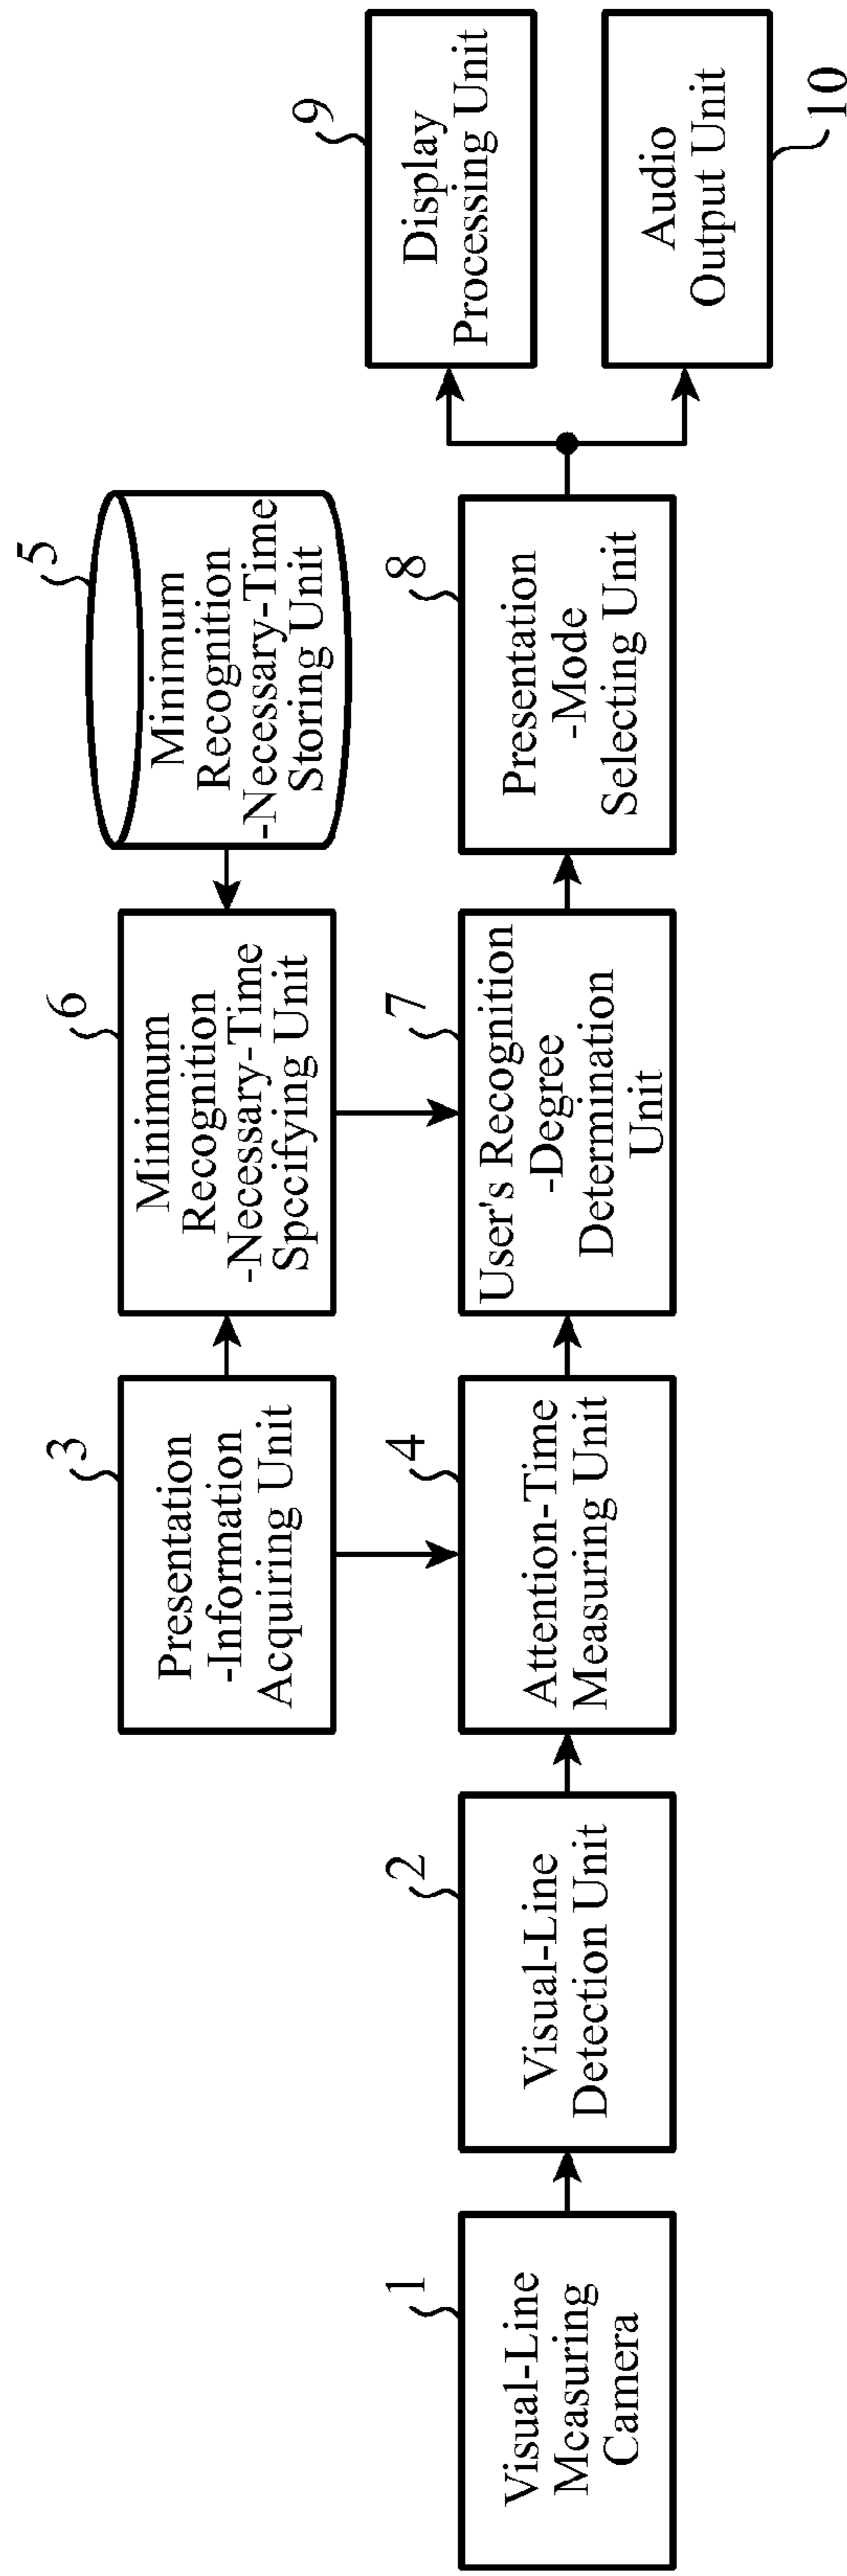 1
Visual-Line
Measuring
Camera
2
Visual-Line
Detection Unit
3
Presentation
-Information
Acquiring Unit
4
Attention-Time
Measuring Unit
5
Minimum
Recognition
-Necessary-Time
Storing Unit
6
Minimum
Recognition
-Necessary-Time
Specifying Unit
7
User's Recognition
-Degree
Determination
Unit
8
Presentation
-Mode
Selecting Unit
9
Display
Processing Unit
Audio
Output Unit
10